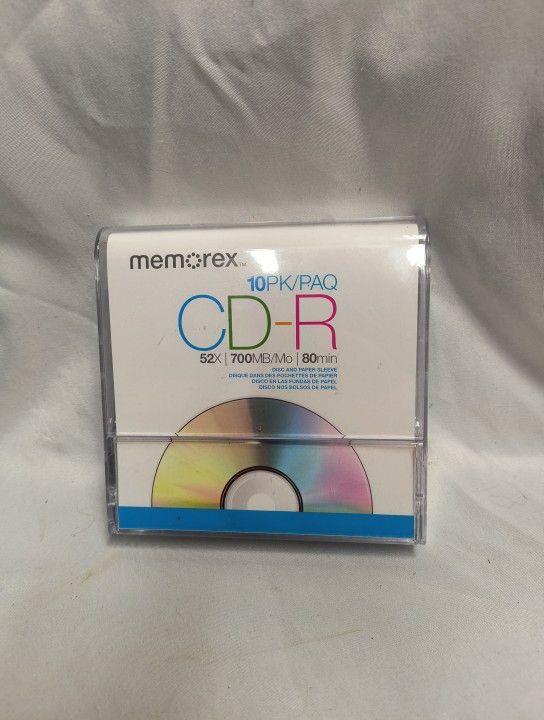 memorex™
10PK/PAQ
CD-R
52X | 700MB/Mo | 80min
DISC AND PAPER SLEEVE
DISQUE DANS DES POCHETTES DE PAPIER
DISCO EN LAS FUNDAS DE PAPEL
DISCO NOS BOLSOS DE PAPEL